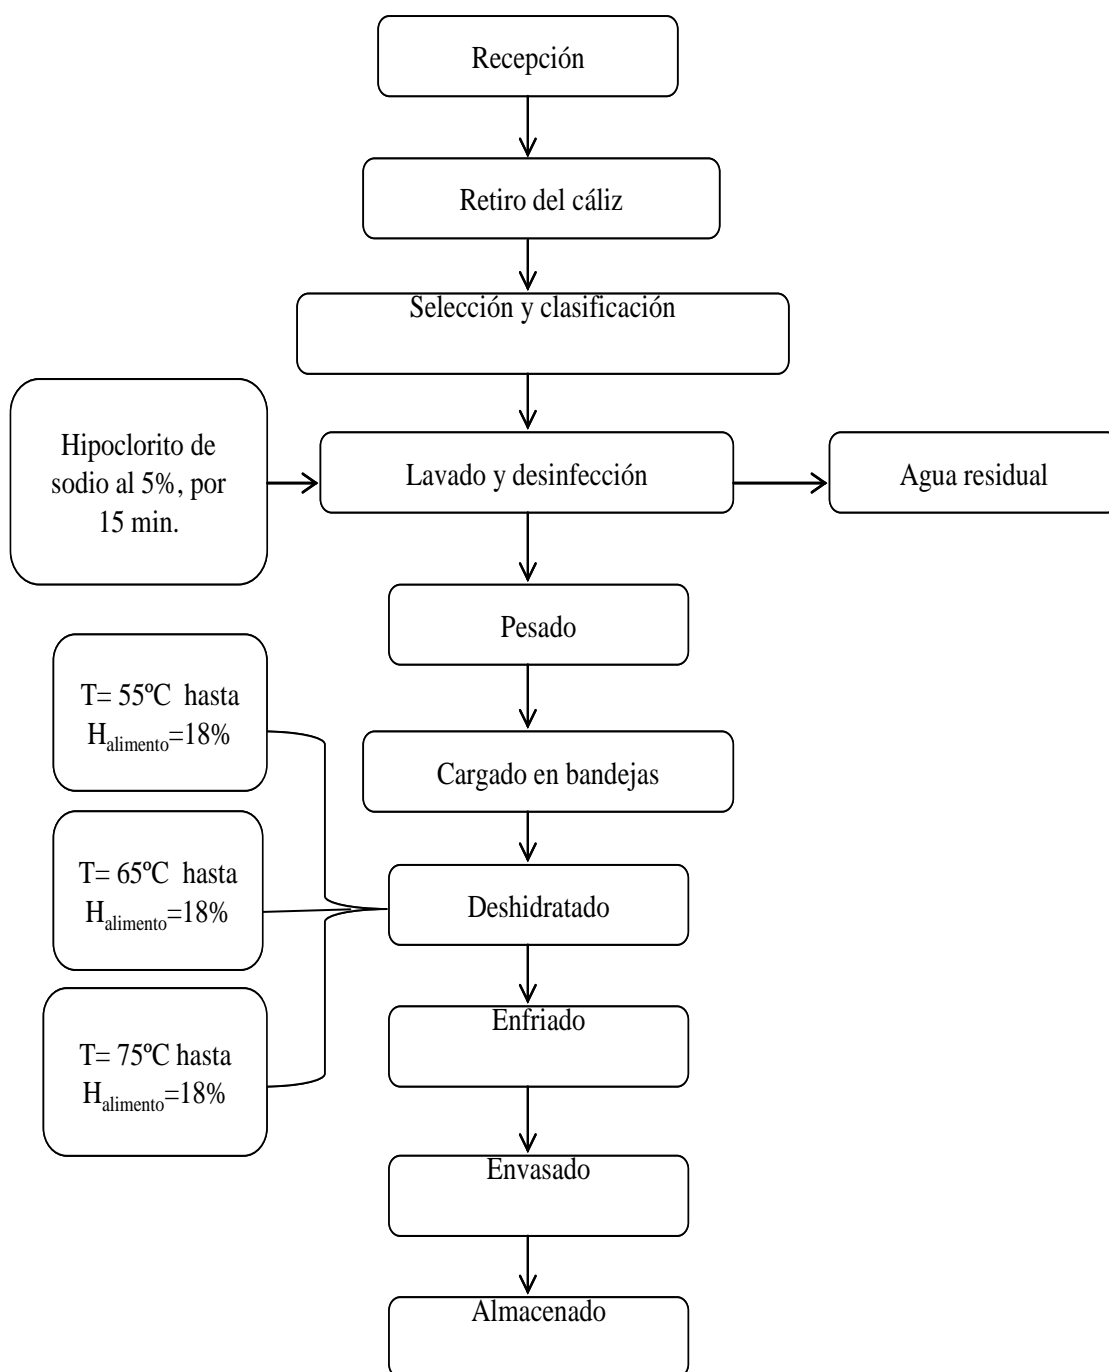 Recepción
Retiro del cáliz
Selección y clasificación
Hipoclorito de
sodio al 5%, por
15 min.
Lavado y desinfección
Agua residual
Pesado
T= 55ºC hasta
Halimento=18%
Cargado en bandejas
T= 65ºC hasta
Halimento=18%
Deshidratado
Enfriado
T= 75ºC hasta
Halimento=18%
Envasado
Almacenado